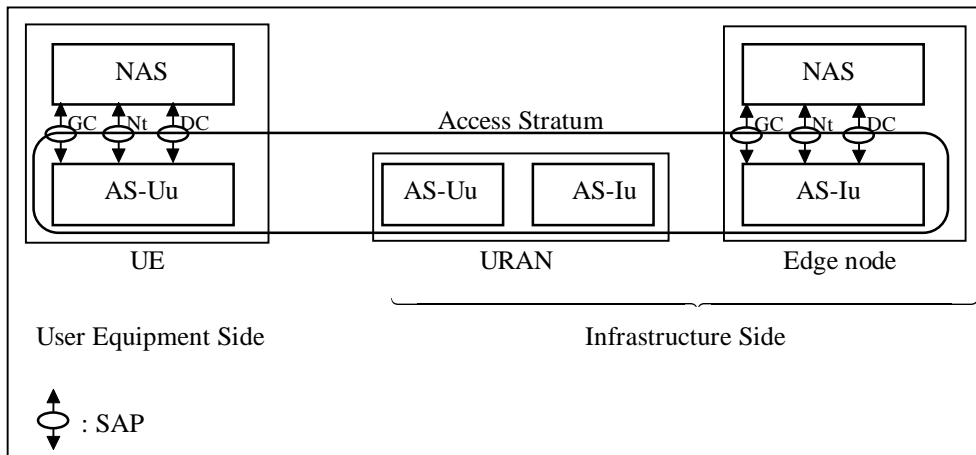 NAS NAS
GC Nt DC GC Nt DC
Access Stratum
AS-Uu AS-Uu AS-Iu AS-Iu
UE URAN Edge node
User Equipment Side Infrastructure Side
: SAP